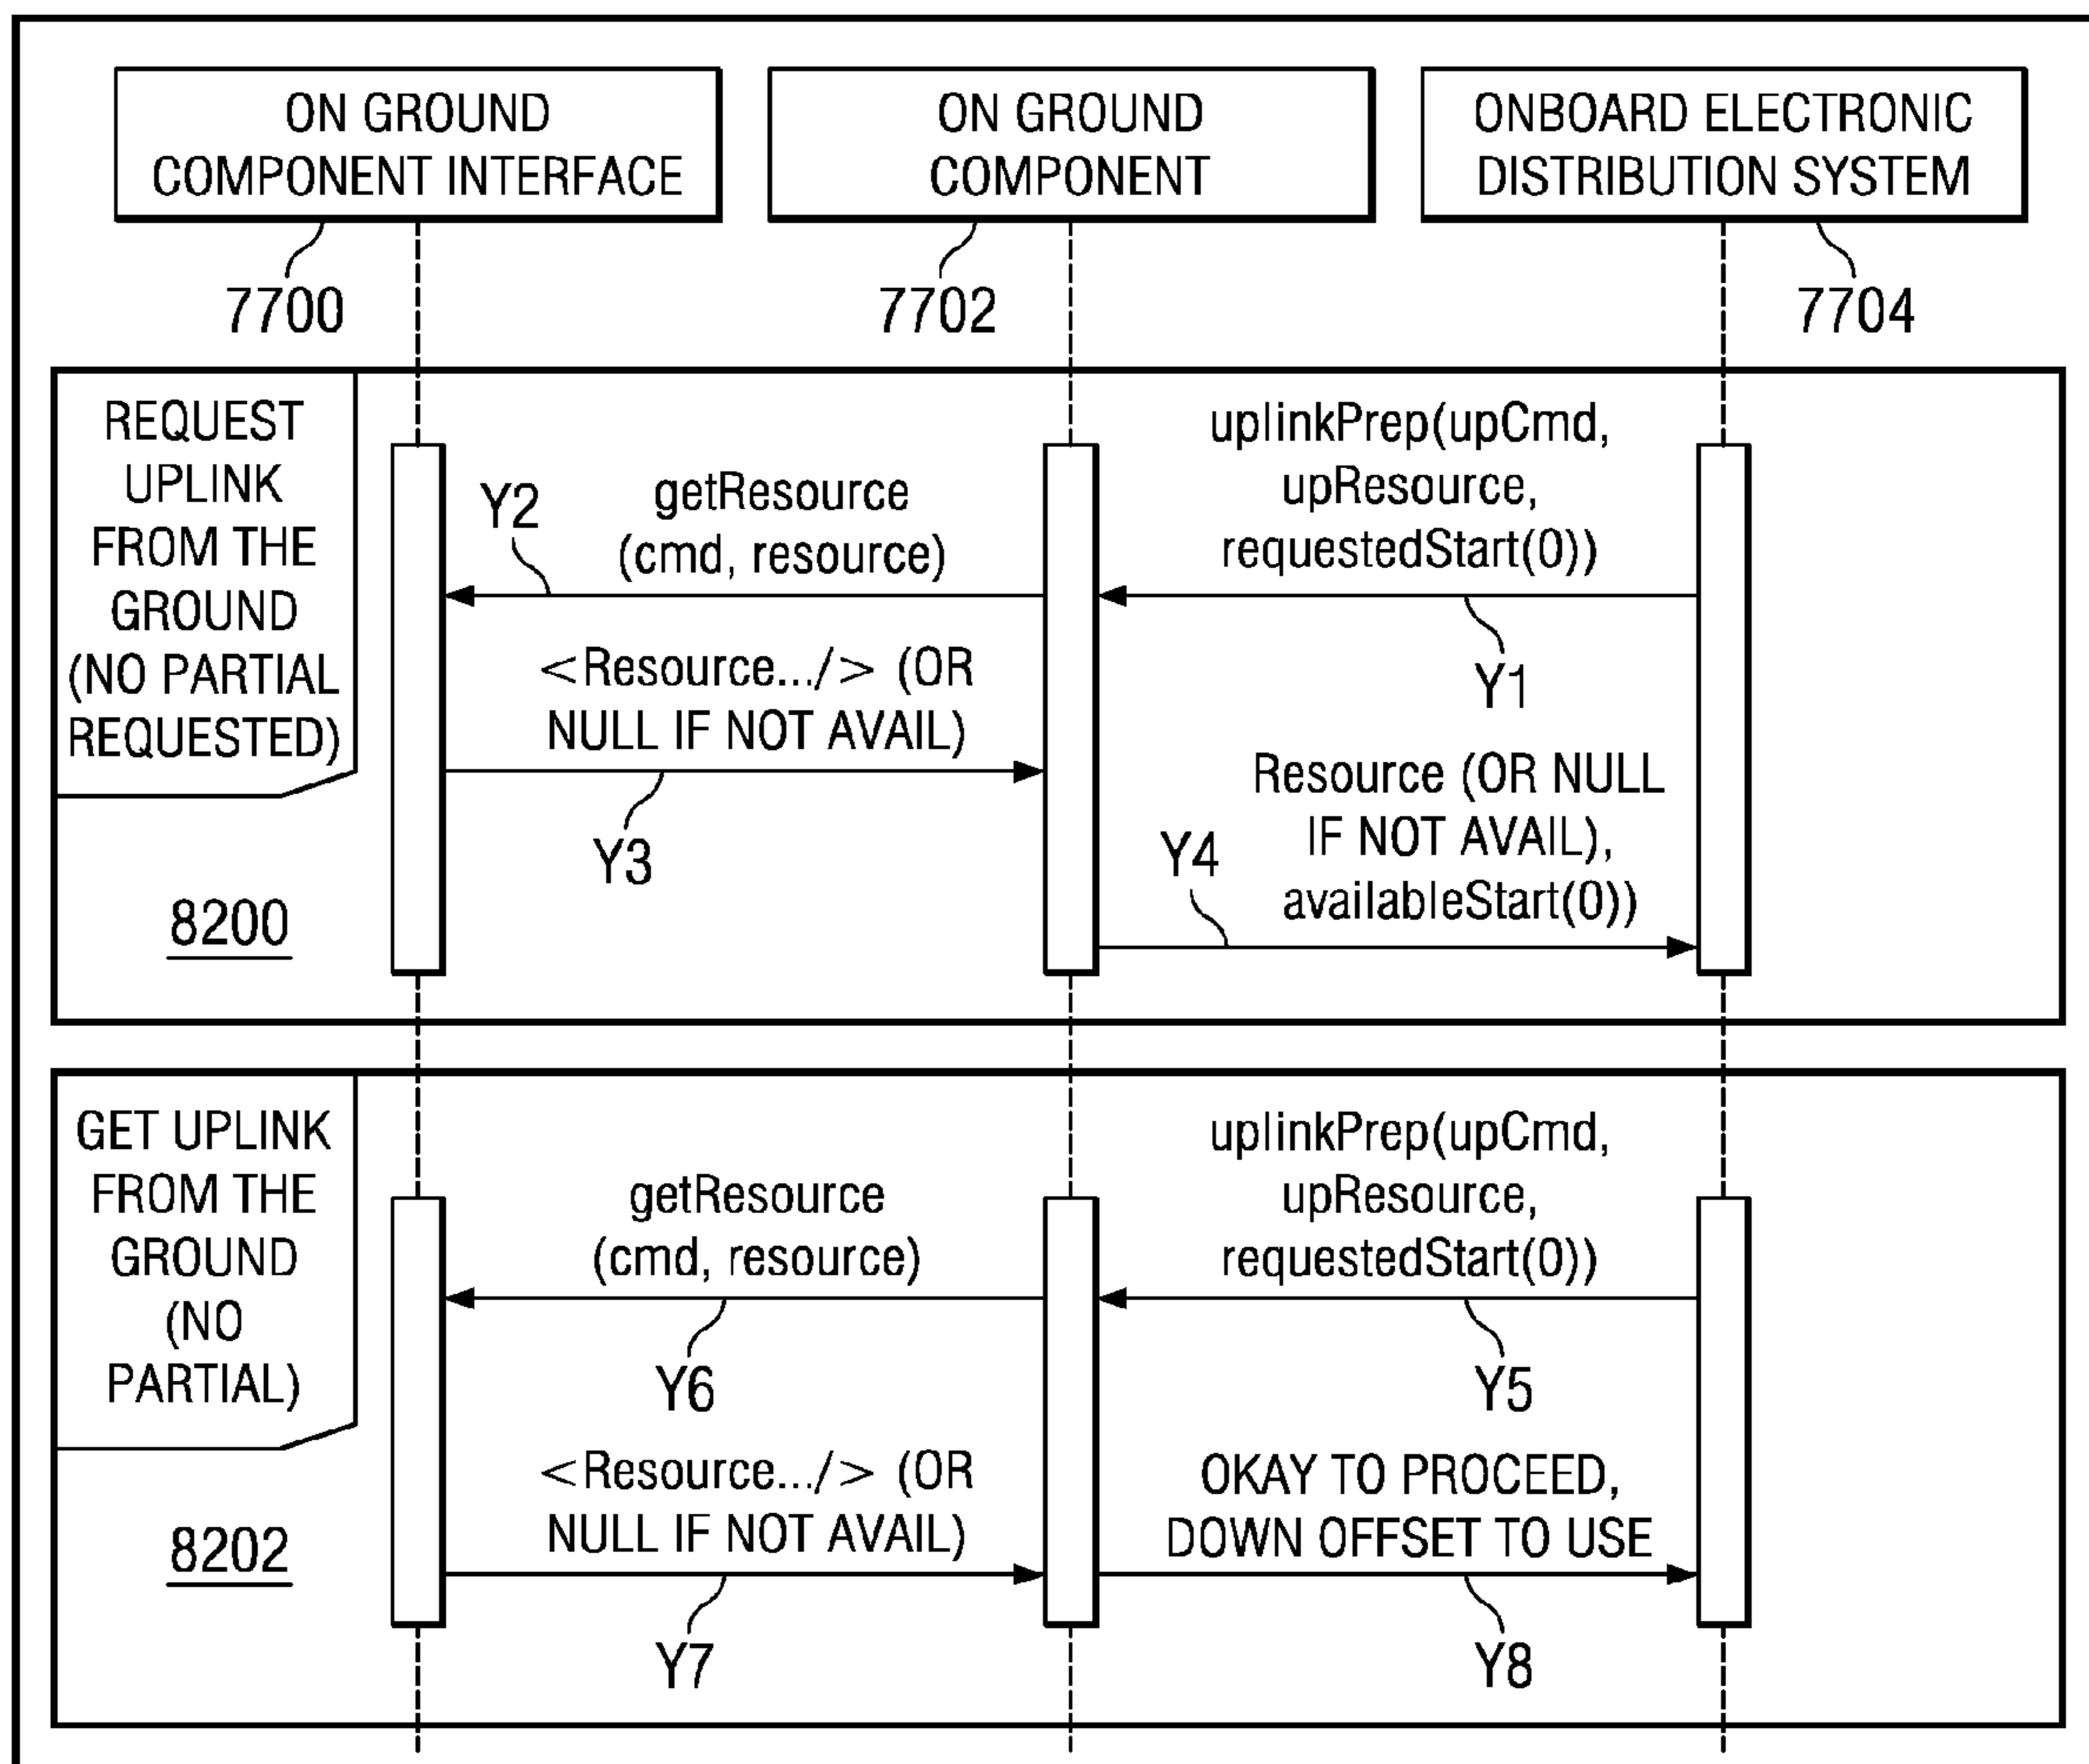 ON GROUND
COMPONENT INTERFACE
ON GROUND
COMPONENT
ONBOARD ELECTRONIC
DISTRIBUTION SYSTEM
7700
7702
7704
REQUEST
UPLINK
FROM THE
GROUND
(NO PARTIAL
REQUESTED)
8200
Y2
getResource
(cmd, resource)
uplinkPrep(upCmd,
upResource,
requestedStart(0))
Y1
<Resource.../> (OR
NULL IF NOT AVAIL)
Y3
Resource (OR NULL
IF NOT AVAIL),
availableStart(0))
Y4
GET UPLINK
FROM THE
GROUND
(NO
PARTIAL)
8202
getResource
(cmd, resource)
Y6
uplinkPrep(upCmd,
upResource,
requestedStart(0))
Y5
<Resource.../> (OR
NULL IF NOT AVAIL)
Y7
OKAY TO PROCEED,
DOWN OFFSET TO USE
Y8